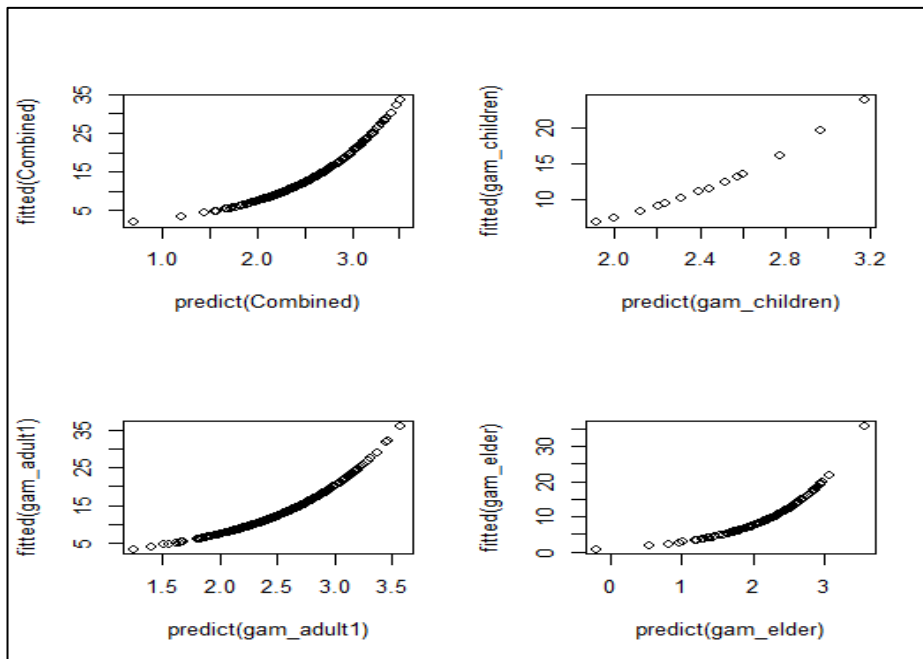 fitted(Combined)
5 15 25 35
1.0 2.0 3.0
predict(Combined)
fitted(gam_children)
10 15 20
2.0 2.4 2.8 3.2
predict(gam_children)
fitted(gam_adult1)
5 15 25 35
1.5 2.0 2.5 3.0 3.5
predict(gam_adult1)
fitted(gam_elder)
0 10 20 30
0 1 2 3
predict(gam_elder)